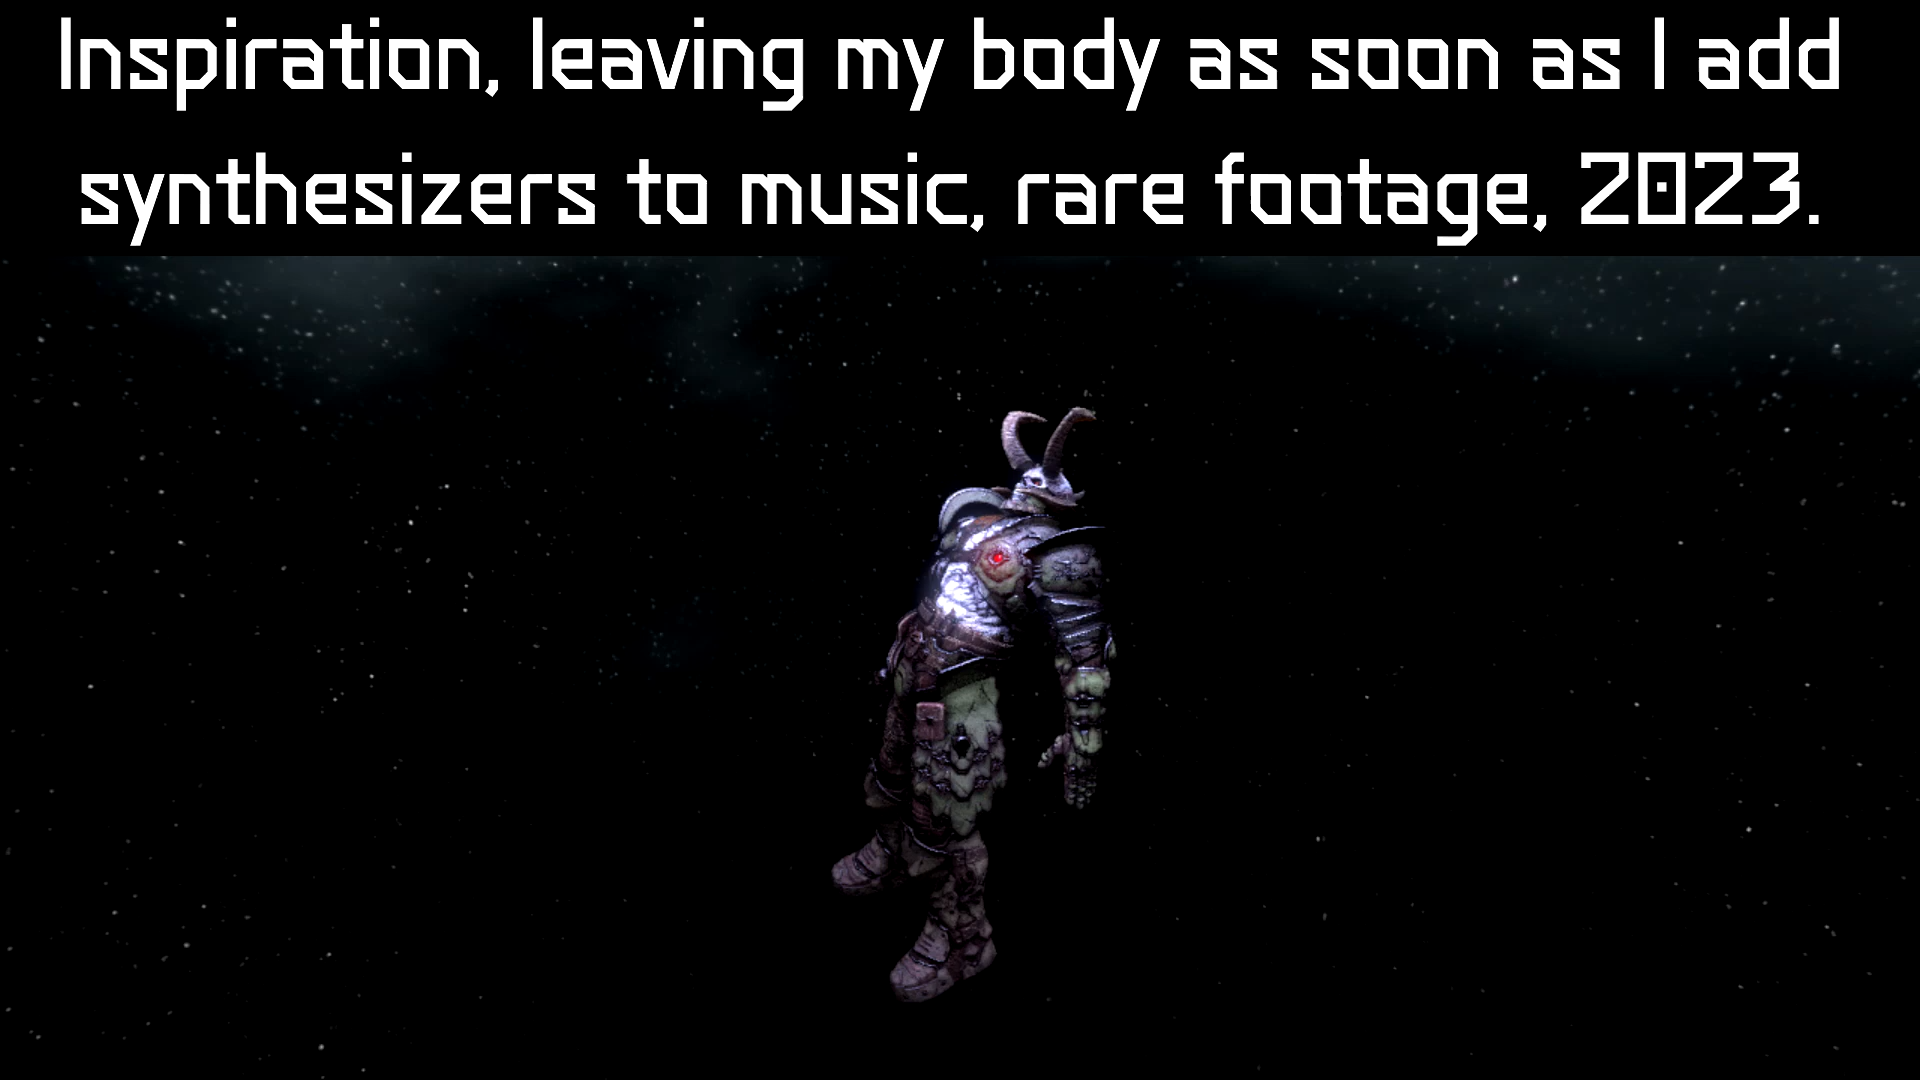 Inspiration, leaving my body as soon as I add
synthesizers to music, rare footage, 2023.